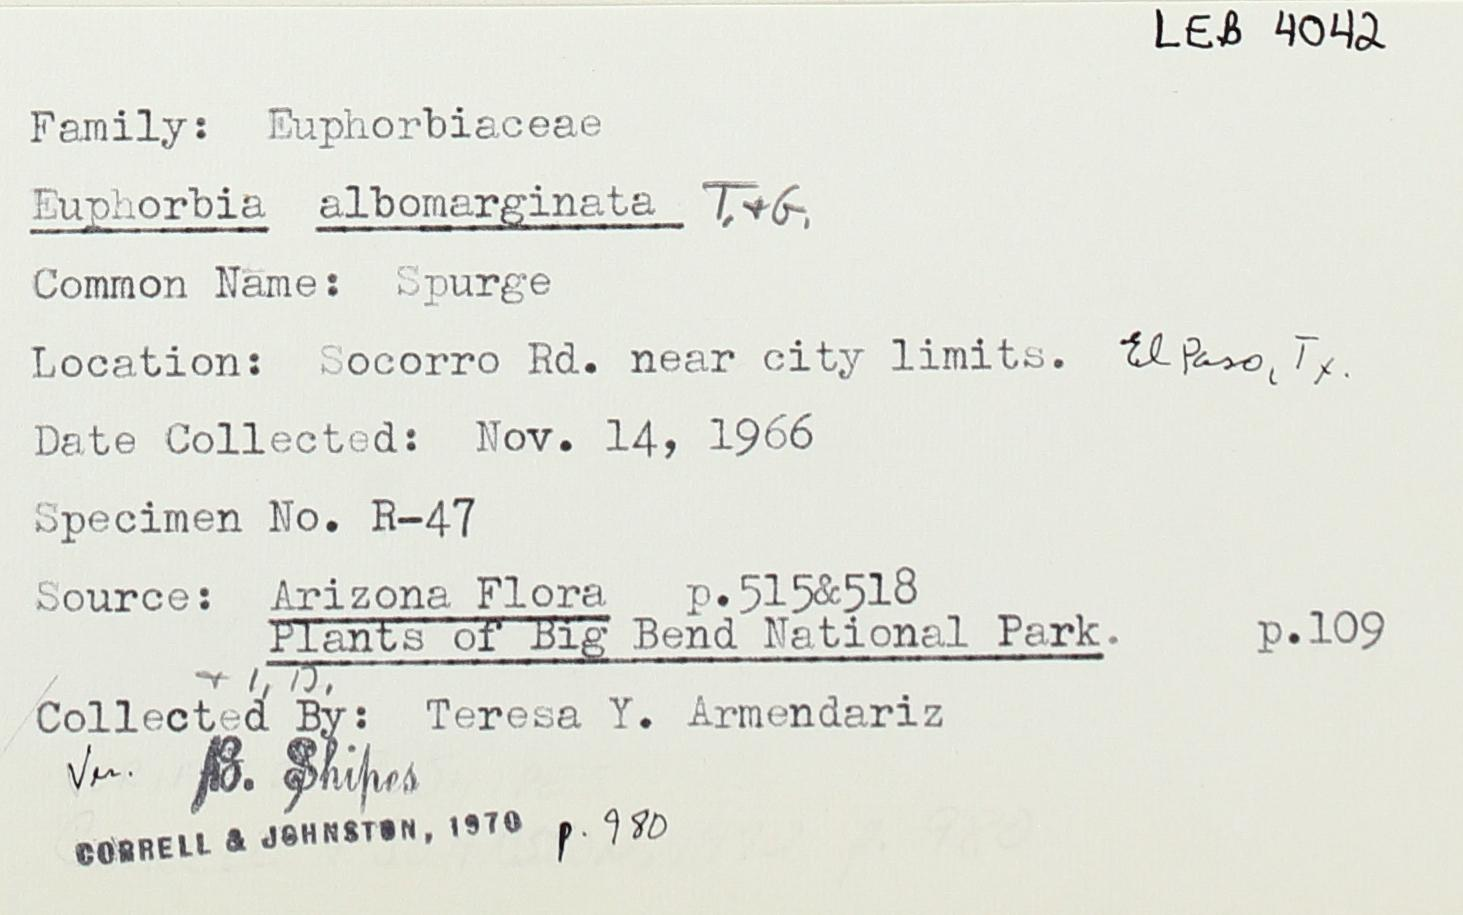 LEB 4042
Family: Euphorbiaceae
Euphorbia albomarginata T. & G.
Common Name: Spurge
Location: Socorro Rd. near city limits. El Paso, Tx.
Date Collected: Nov. 14, 1966
Specimen No. R-47
Source: Arizona Flora p.515&518
Plants of Big Bend National Park. p.109
+ I.D.
Collected By: Teresa Y. Armendariz
Ver. B. Shipes
CORRELL & JOHNSTON, 1970 p. 980